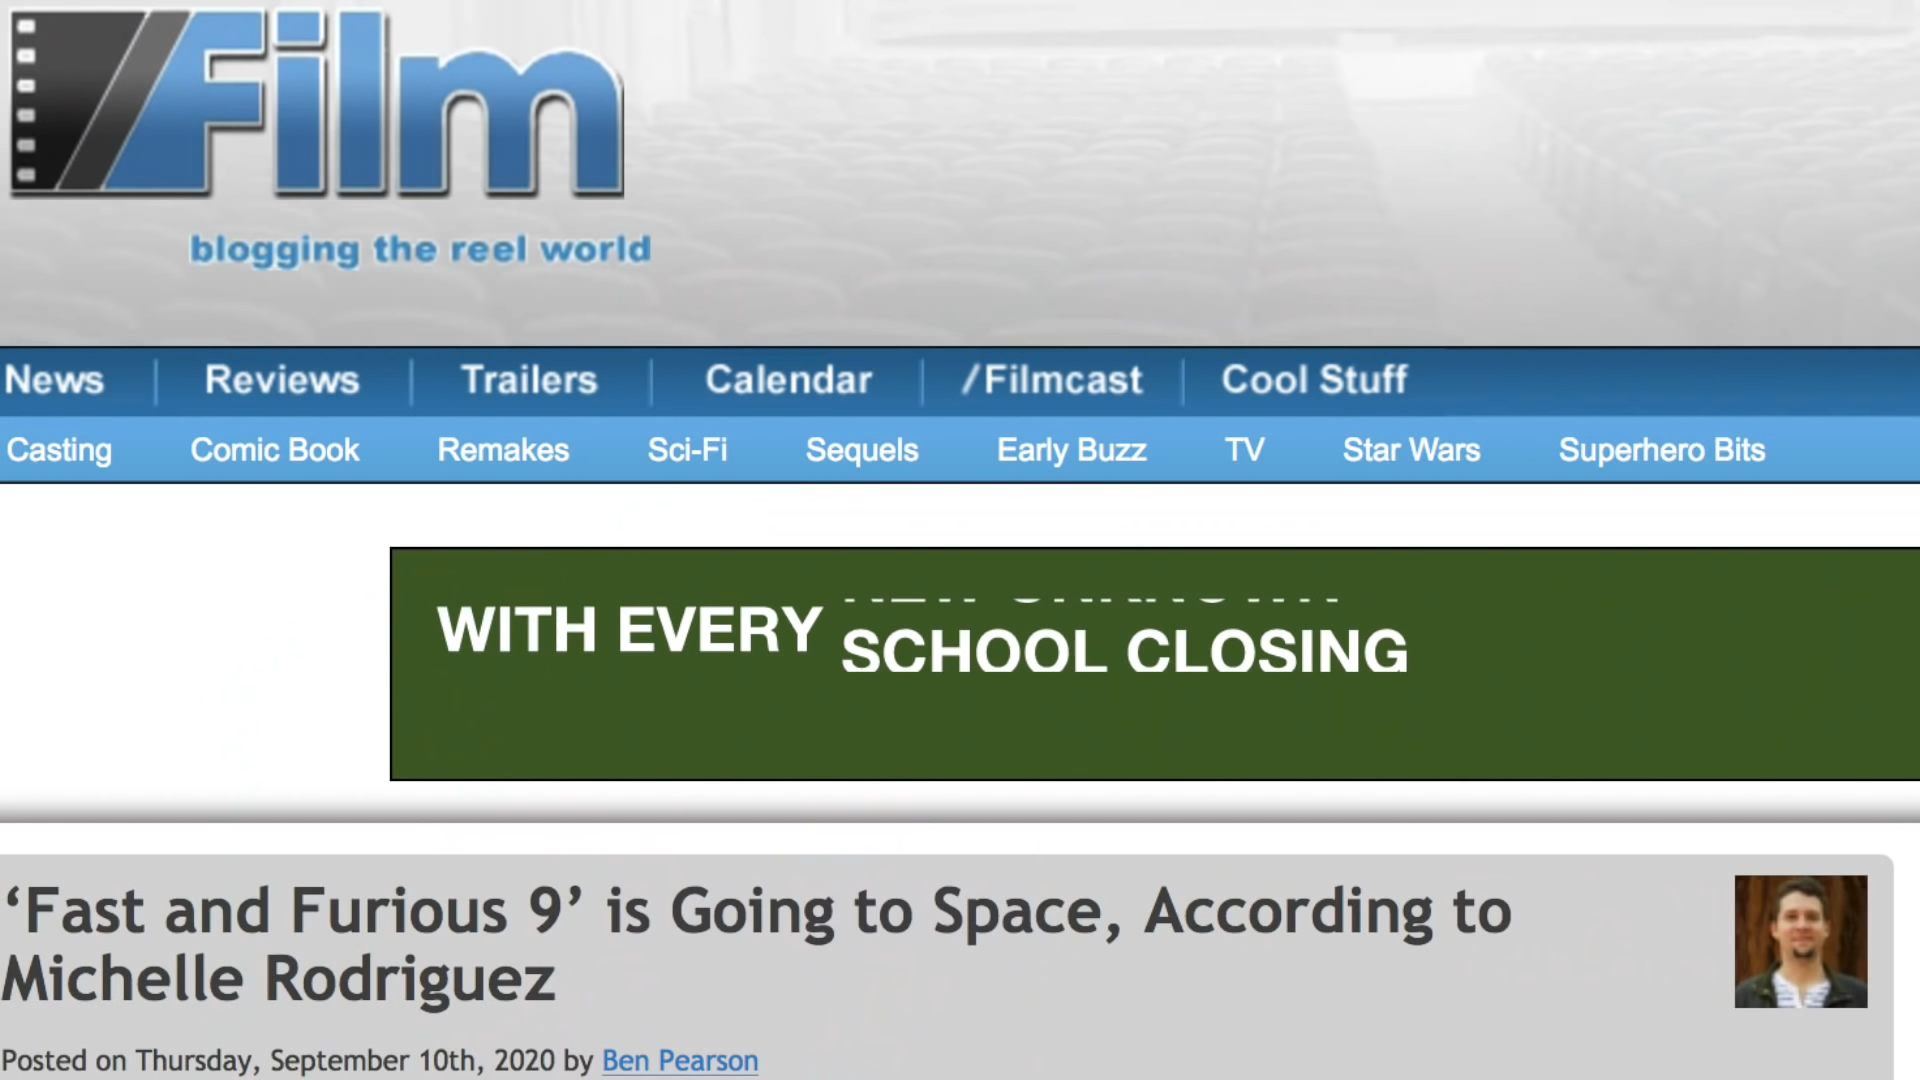 /Film
blogging the reel world
News Reviews Trailers Calendar /Filmcast Cool Stuff
Casting Comic Book Remakes Sci-Fi Sequels Early Buzz TV Star Wars Superhero Bits
WITH EVERY SCHOOL CLOSING
‘Fast and Furious 9’ is Going to Space, According to
Michelle Rodriguez
Posted on Thursday, September 10th, 2020 by Ben Pearson